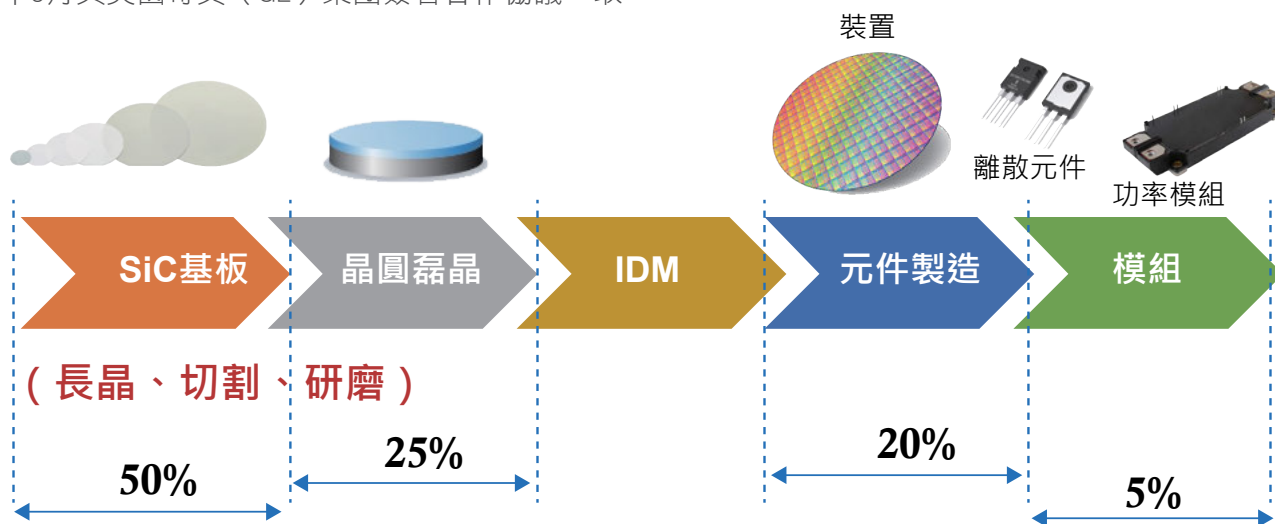 裝置
離散元件
功率模組
SiC基板
晶圓磊晶
IDM
元件製造
模組
（長晶、切割、研磨）
50%
25%
20%
5%